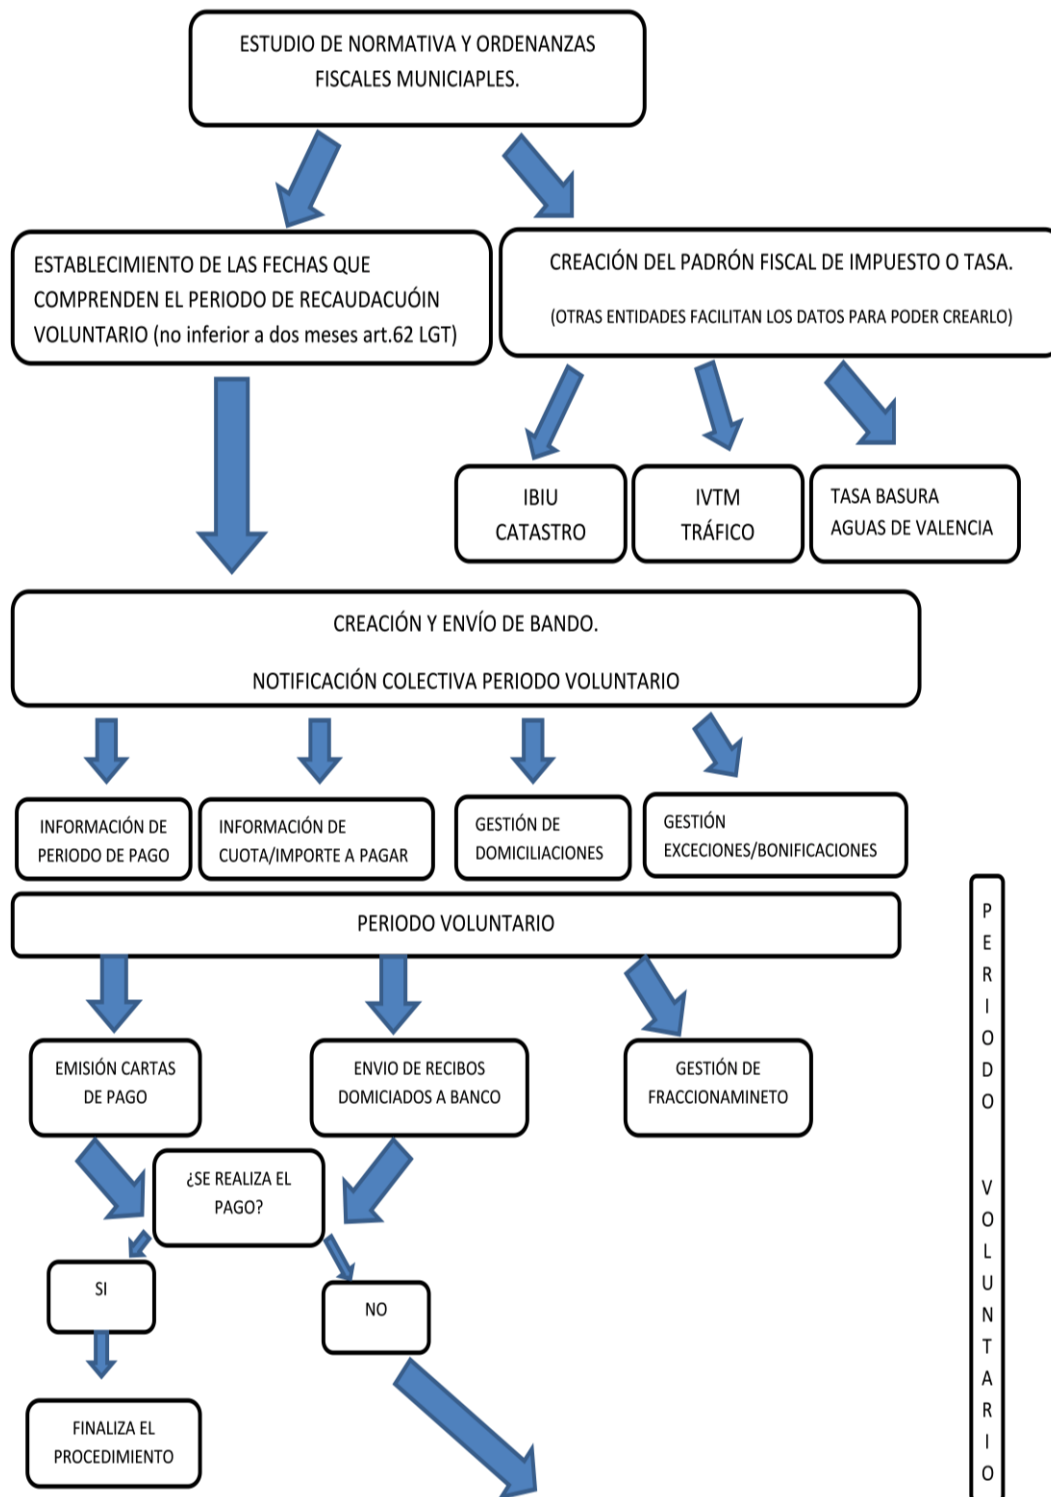 ESTUDIO DE NORMATIVA Y ORDENANZAS
FISCALES MUNICIAPLES.
ESTABLECIMIENTO DE LAS FECHAS QUE
COMPRENDEN EL PERIODO DE RECAUDACUÓIN
VOLUNTARIO (no inferior a dos meses art.62 LGT)
CREACIÓN DEL PADRÓN FISCAL DE IMPUESTO O TASA.
(OTRAS ENTIDADES FACILITAN LOS DATOS PARA PODER CREARLO)
IBIU
CATASTRO
IVTM
TRÁFICO
TASA BASURA
AGUAS DE VALENCIA
CREACIÓN Y ENVÍO DE BANDO.
NOTIFICACIÓN COLECTIVA PERIODO VOLUNTARIO
INFORMACIÓN DE
PERIODO DE PAGO
INFORMACIÓN DE
CUOTA/IMPORTE A PAGAR
GESTIÓN DE
DOMICILIACIONES
GESTIÓN
EXCECIONES/BONIFICACIONES
PERIODO VOLUNTARIO
EMISIÓN CARTAS
DE PAGO
ENVIO DE RECIBOS
DOMICIADOS A BANCO
GESTIÓN DE
FRACCIONAMINETO
¿SE REALIZA EL
PAGO?
SI
NO
FINALIZA EL
PROCEDIMIENTO
PERIODO VOLUNTARIO